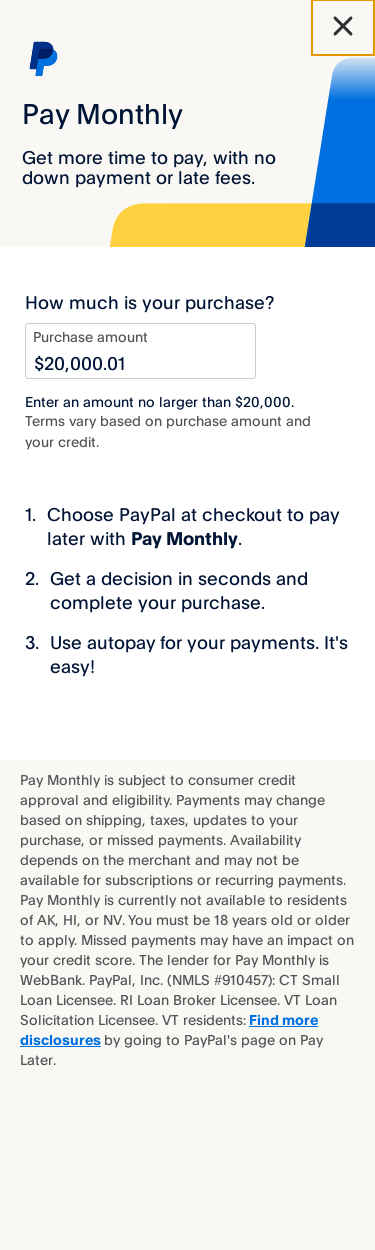 Pay Monthly
Get more time to pay, with no
down payment or late fees.
How much is your purchase?
Purchase amount
$20,000.01
Enter an amount no larger than $20,000.
Terms vary based on purchase amount and
your credit.
1. Choose PayPal at checkout to pay
later with Pay Monthly.
2. Get a decision in seconds and
complete your purchase.
3. Use autopay for your payments. It's
easy!
Pay Monthly is subject to consumer credit
approval and eligibility. Payments may change
based on shipping, taxes, updates to your
purchase, or missed payments. Availability
depends on the merchant and may not be
available for subscriptions or recurring payments.
Pay Monthly is currently not available to residents
of AK, HI, or NV. You must be 18 years old or older
to apply. Missed payments may have an impact on
your credit score. The lender for Pay Monthly is
WebBank. PayPal, Inc. (NMLS #910457): CT Small
Loan Licensee. RI Loan Broker Licensee. VT Loan
Solicitation Licensee. VT residents: Find more
disclosures by going to PayPal's page on Pay
Later.